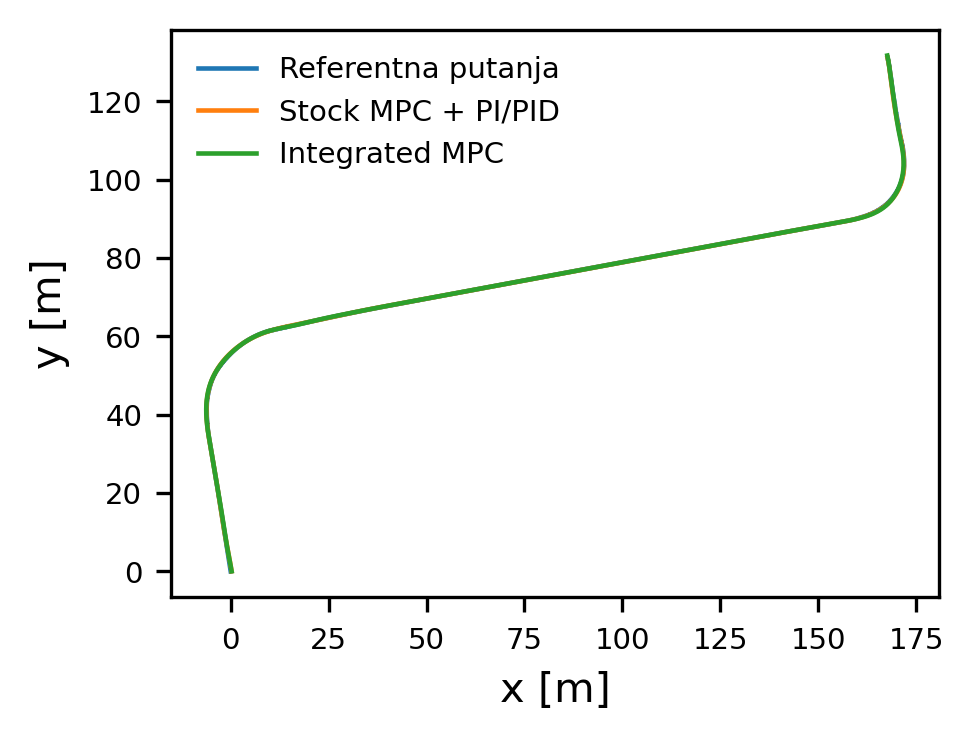 Referentna putanja
Stock MPC + PI/PID
Integrated MPC
y [m]
120
100
80
60
40
20
0
0 25 50 75 100 125 150 175
x [m]